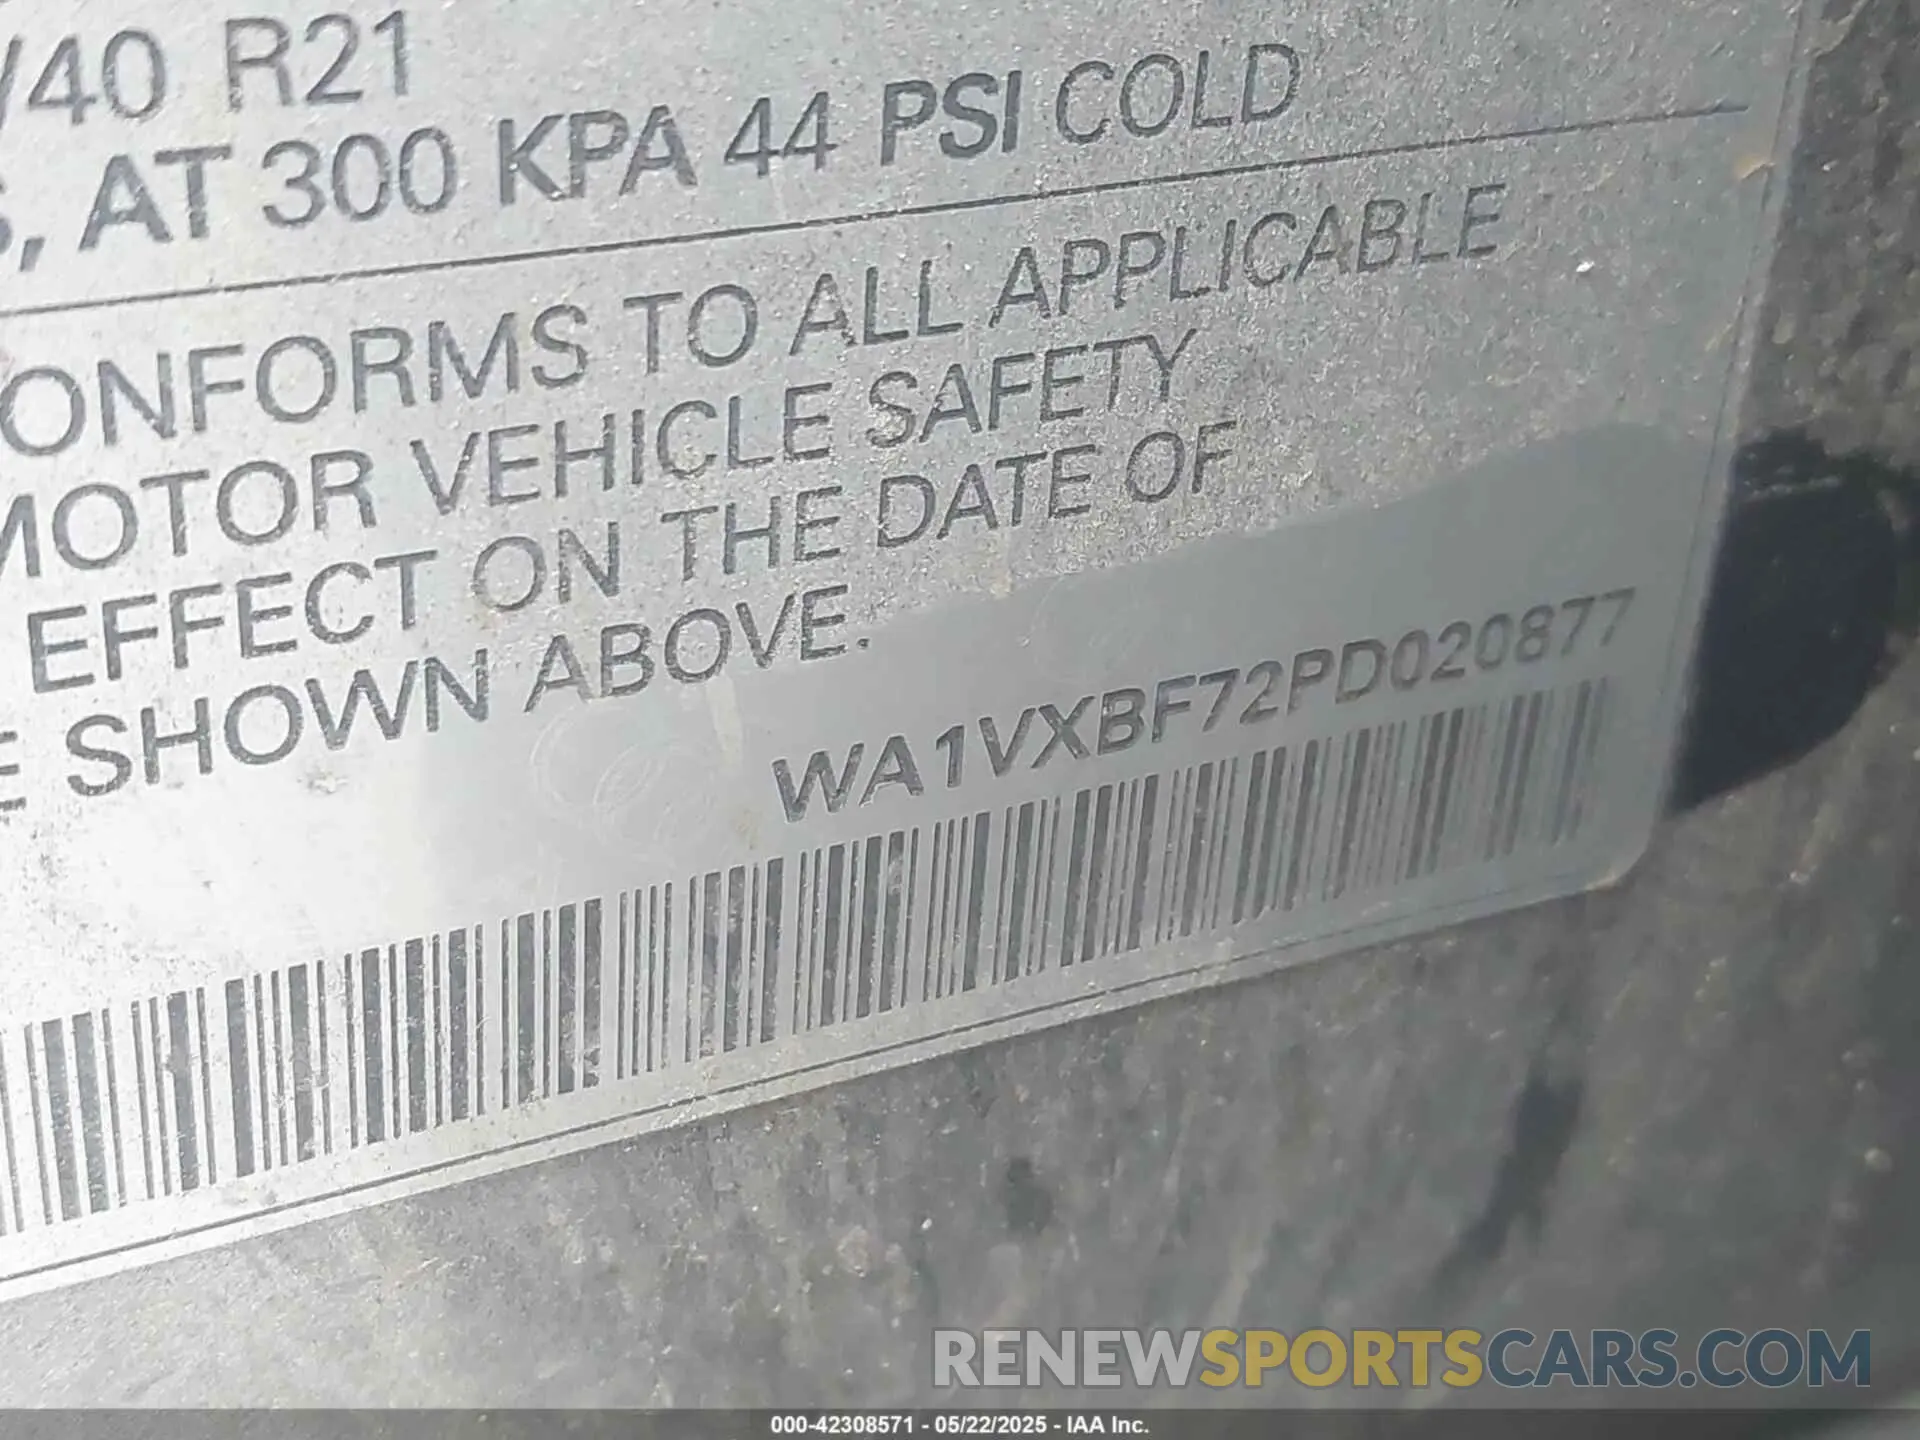 /40 R21
S, AT 300 KPA 44 PSI COLD
ONFORMS TO ALL APPLICABLE
MOTOR VEHICLE SAFETY
EFFECT ON THE DATE OF
E SHOWN ABOVE.
WA1VXBF72PD020877
RENEWSPORTSCARS.COM
000-42308571 - 05/22/2025 - IAA Inc.